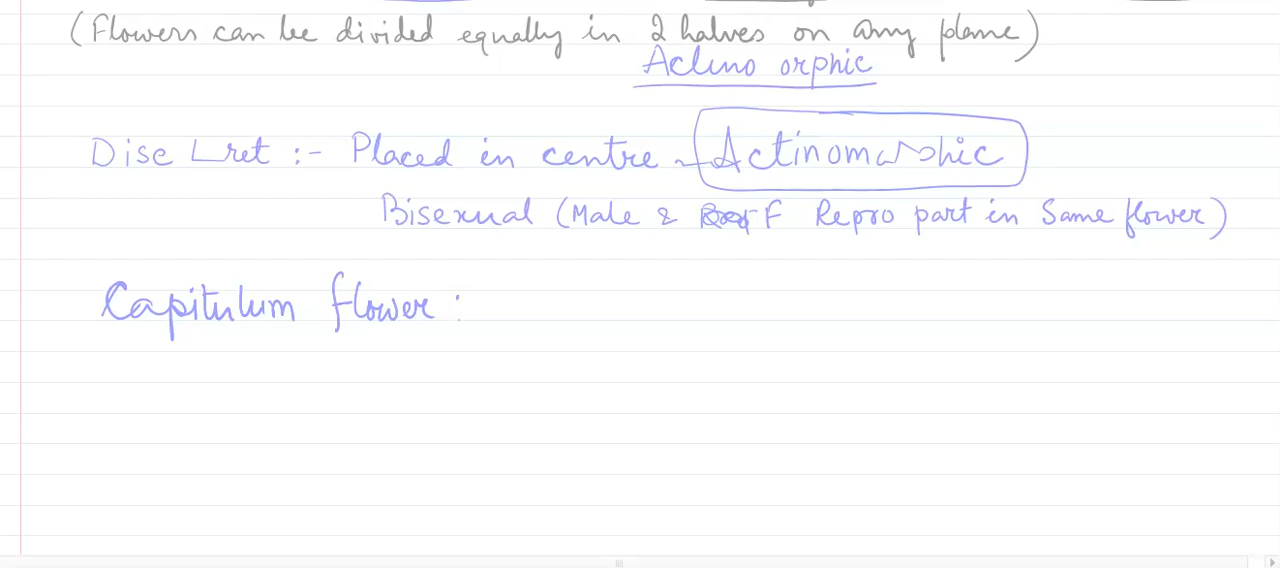 (Flowers can be divided equally in 2 halves on any plane)
Actino orphic
Disc :- Placed in centre - Actinomorphic
Bisexual (Male & F Repro part in Same flower)
Capitulum flower :